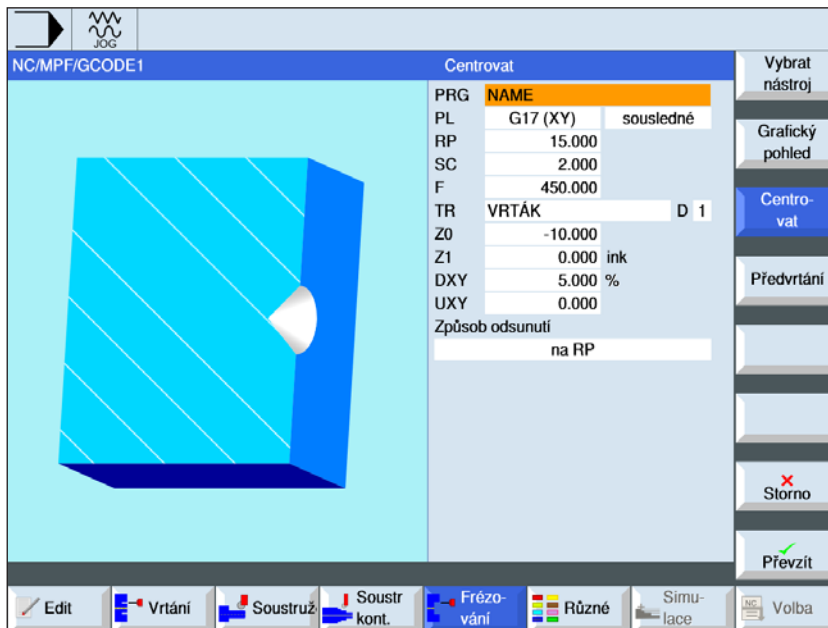 JOG
NC/MPF/GCODE1
Centrovat
PRG NAME
PL G17 (XY) sousledné
RP 15.000
SC 2.000
F 450.000
TR VRTÁK D 1
Z0 -10.000
Z1 0.000 ink
DXY 5.000 %
UXY 0.000
Způsob odsunutí
na RP
Vybrat
nástroj
Grafický
pohled
Centro-
vat
Předvrtání
Storno
Převzít
Edit
Vrtání
Soustruž
Soustr
kont.
Frézo-
vání
Různé
Simu-
lace
NC
Volba